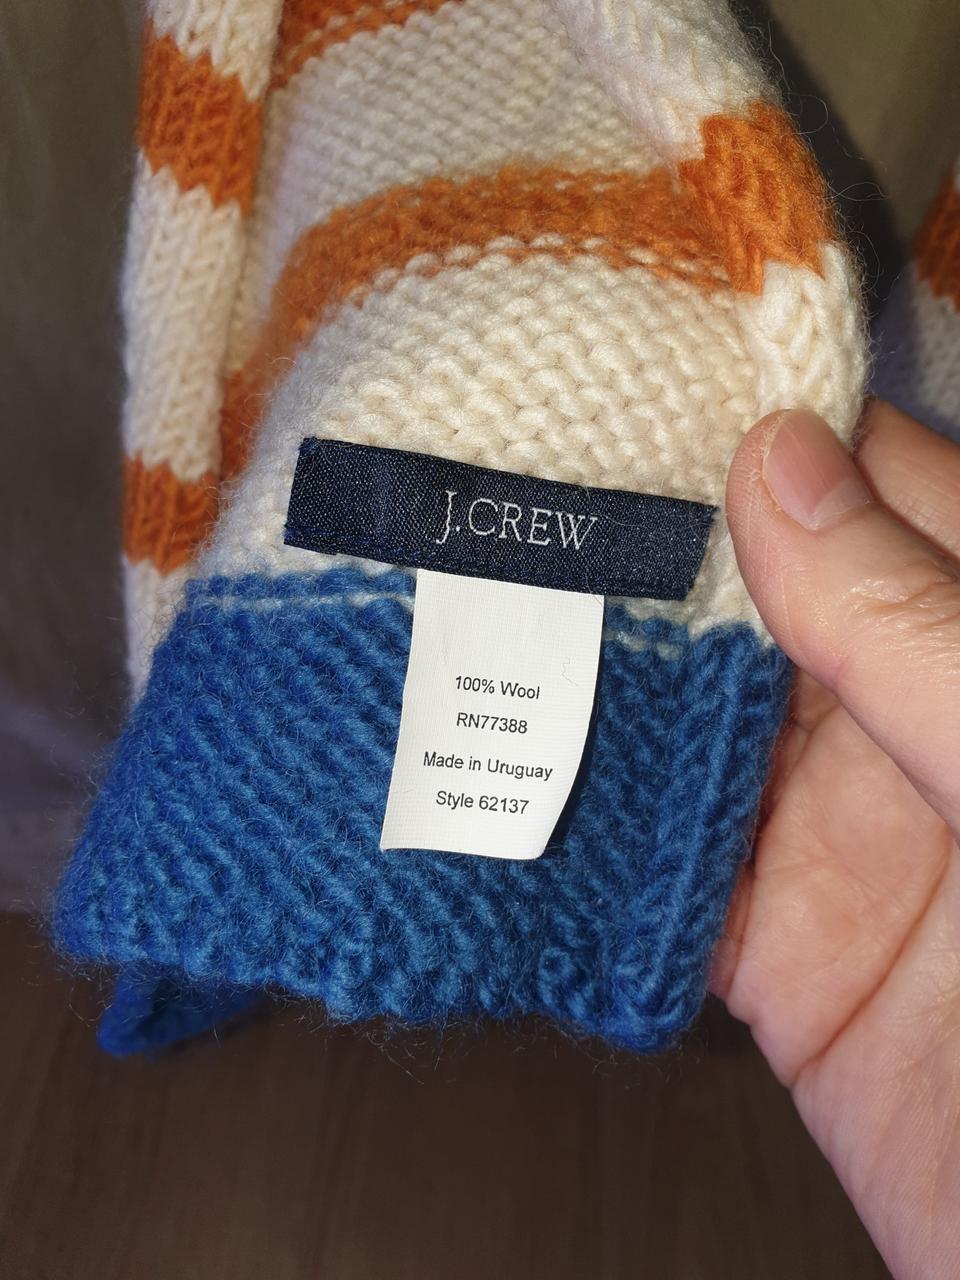 J.CREW
100% Wool
RN77388
Made in Uruguay
Style 62137